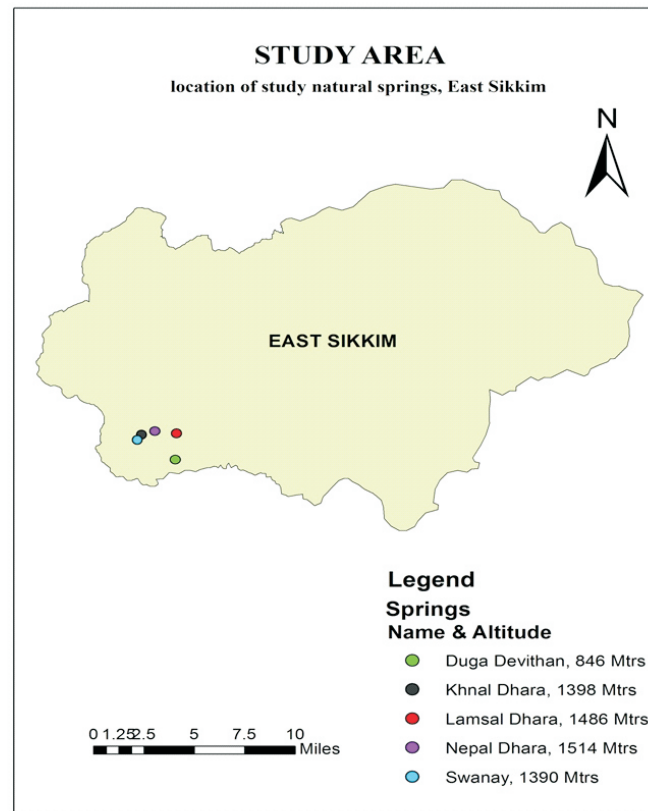 STUDY AREA
location of study natural springs, East Sikkim
N
EAST SIKKIM
Legend
Springs
Name & Altitude
Duga Devithan, 846 Mtrs
Khnal Dhara, 1398 Mtrs
Lamsal Dhara, 1486 Mtrs
Nepal Dhara, 1514 Mtrs
Swanay, 1390 Mtrs
0 1.252.5 5 7.5 10
Miles